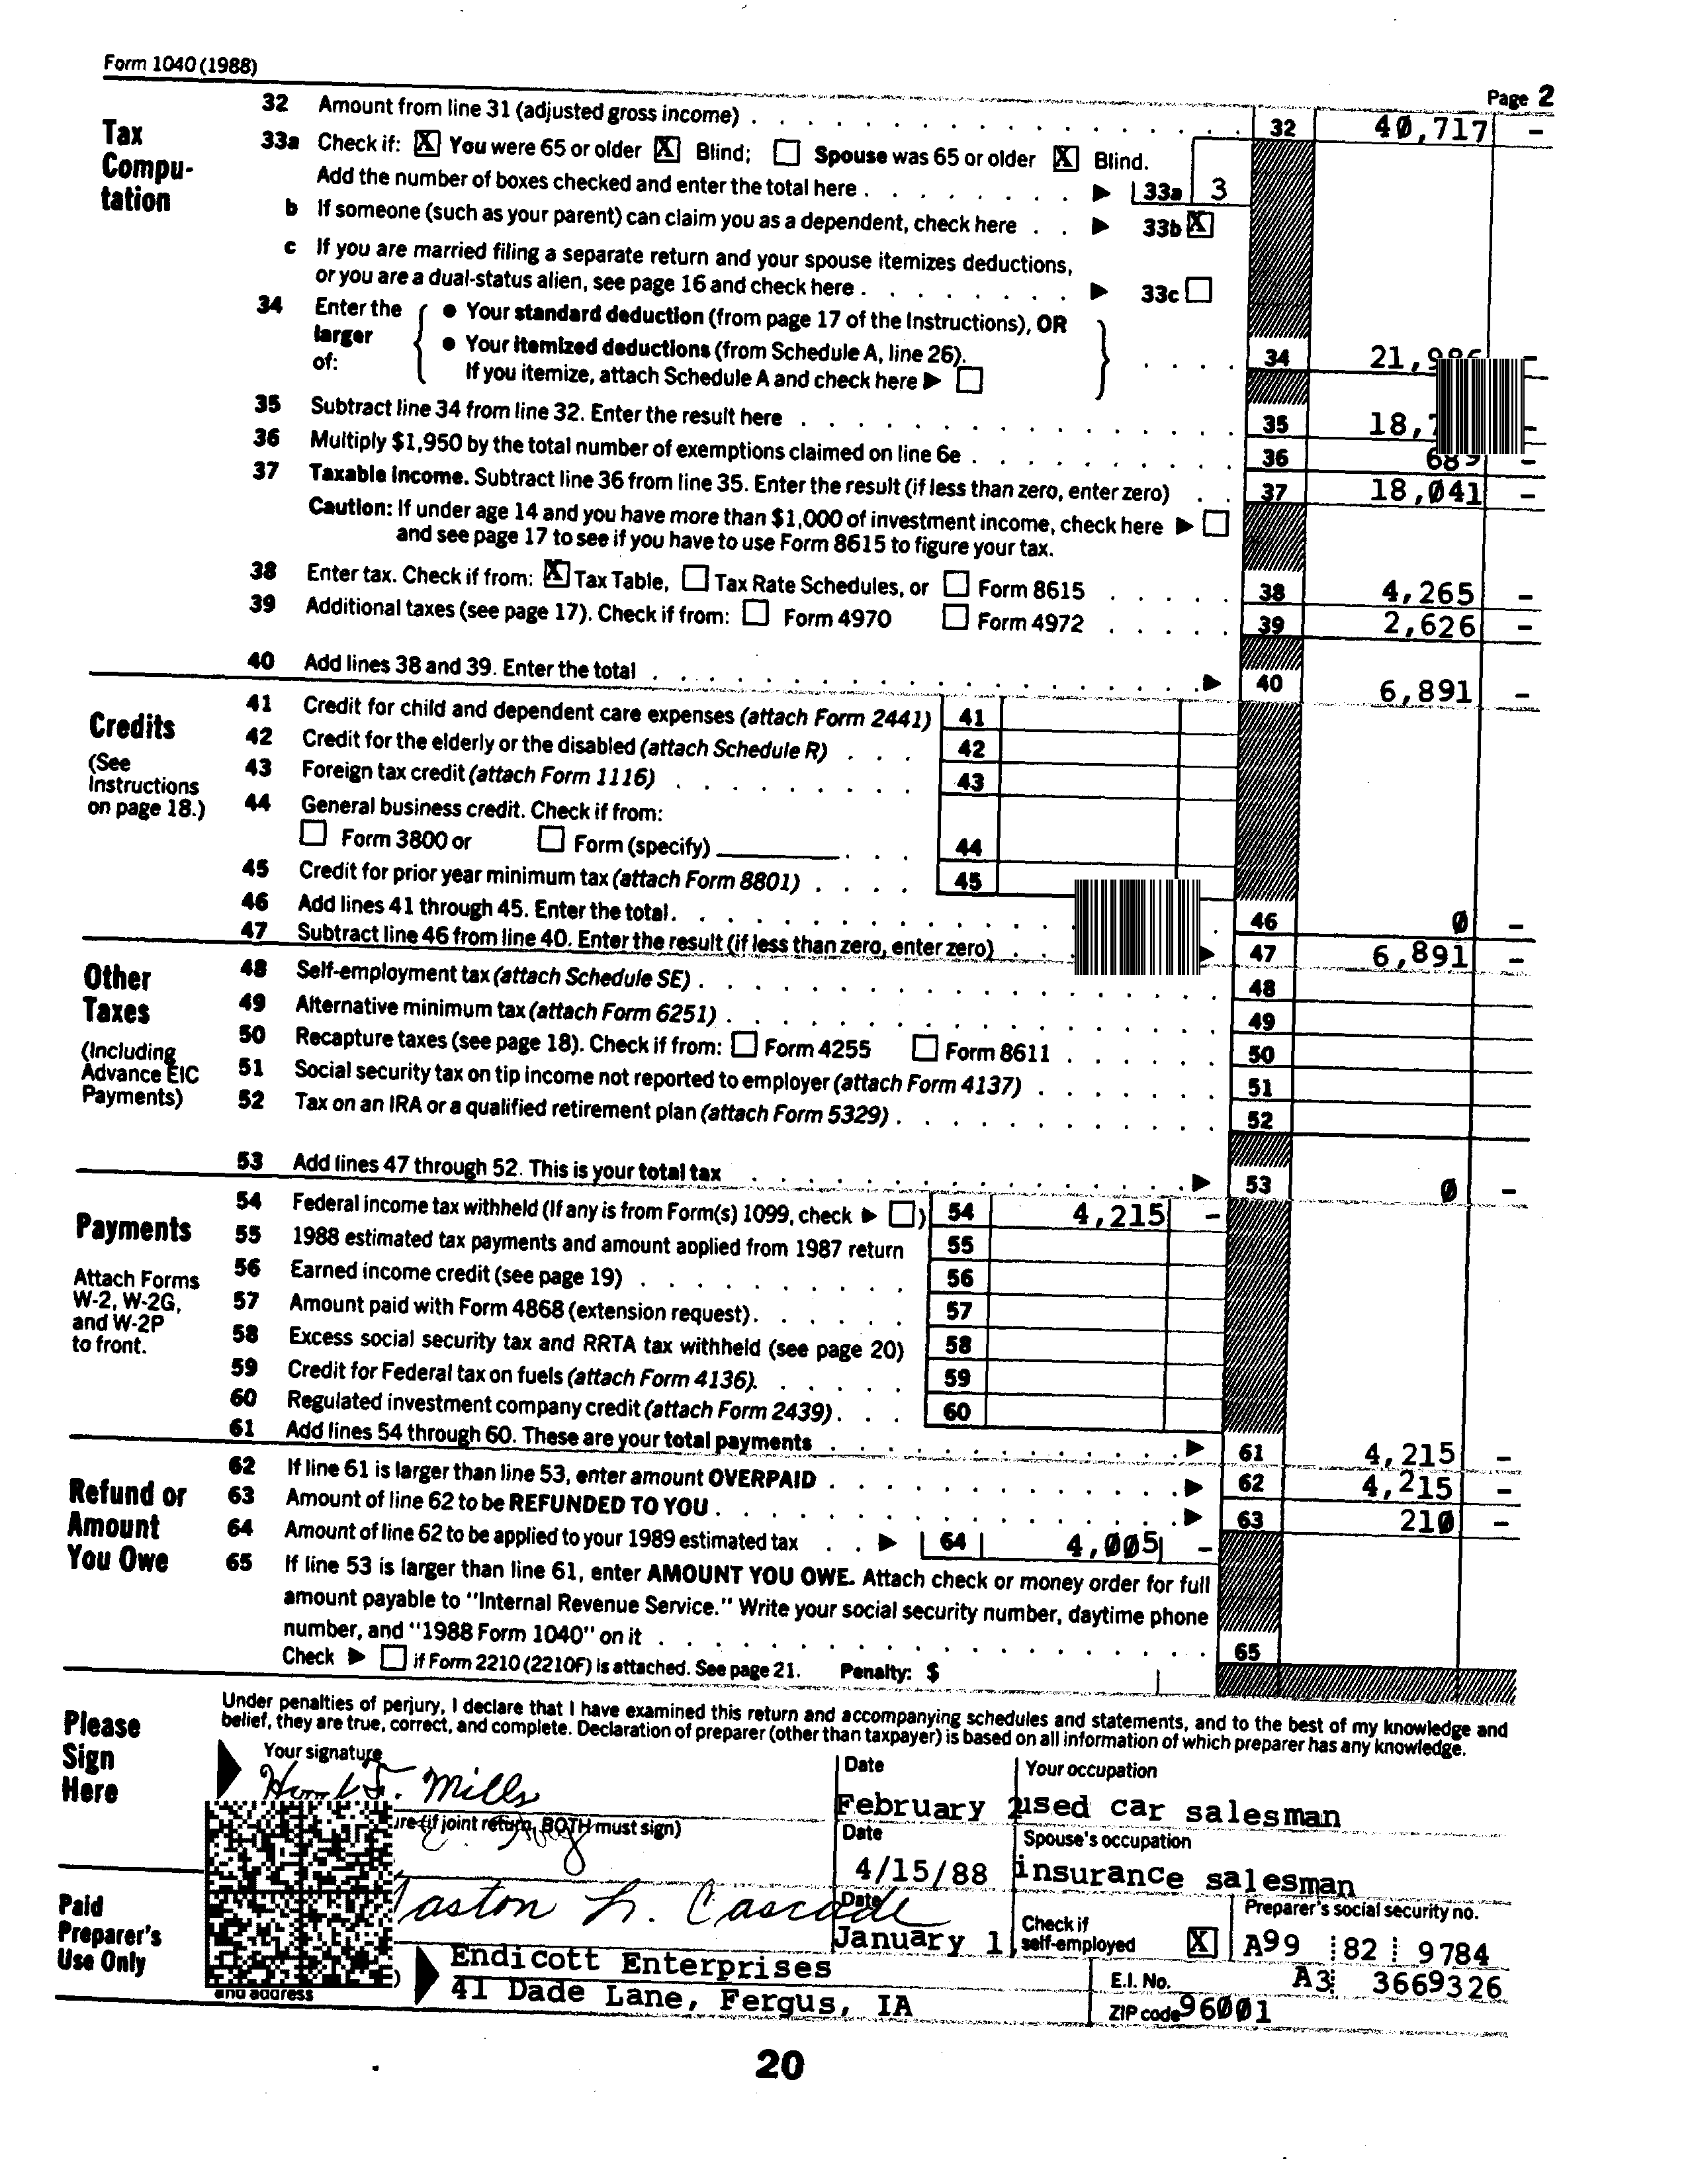 Form 1040 (1988)
Page 2
Tax Compu-tation
32 Amount from line 31 (adjusted gross income) 32 40,717 –
33a Check if: X You were 65 or older X Blind; Spouse was 65 or older X Blind.
Add the number of boxes checked and enter the total here 33a 3
b If someone (such as your parent) can claim you as a dependent, check here 33b X
c If you are married filing a separate return and your spouse itemizes deductions,
or you are a dual-status alien, see page 16 and check here 33c
34 Enter the larger of:
• Your standard deduction (from page 17 of the Instructions), OR
• Your itemized deductions (from Schedule A, line 26).
If you itemize, attach Schedule A and check here 34
35 Subtract line 34 from line 32. Enter the result here 35
36 Multiply $1,950 by the total number of exemptions claimed on line 6e 36 689 –
37 Taxable income. Subtract line 36 from line 35. Enter the result (if less than zero, enter zero) 37 18,041 –
Caution: If under age 14 and you have more than $1,000 of investment income, check here
and see page 17 to see if you have to use Form 8615 to figure your tax.
38 Enter tax. Check if from: X Tax Table, Tax Rate Schedules, or Form 8615 38 4,265 –
39 Additional taxes (see page 17). Check if from: Form 4970 Form 4972 39 2,626 –
40 Add lines 38 and 39. Enter the total 40 6,891 –
Credits
(See Instructions on page 18.)
41 Credit for child and dependent care expenses (attach Form 2441) 41
42 Credit for the elderly or the disabled (attach Schedule R) 42
43 Foreign tax credit (attach Form 1116) 43
44 General business credit. Check if from:
Form 3800 or Form (specify) 44
45 Credit for prior year minimum tax (attach Form 8801) 45
46 Add lines 41 through 45. Enter the total. 46 0 –
47 Subtract line 46 from line 40. Enter the result (if less than zero, enter zero) 47 6,891 –
Other Taxes
(Including Advance EIC Payments)
48 Self-employment tax (attach Schedule SE) 48
49 Alternative minimum tax (attach Form 6251) 49
50 Recapture taxes (see page 18). Check if from: Form 4255 Form 8611 50
51 Social security tax on tip income not reported to employer (attach Form 4137) 51
52 Tax on an IRA or a qualified retirement plan (attach Form 5329) 52
53 Add lines 47 through 52. This is your total tax 53 0 –
Payments
Attach Forms W-2, W-2G, and W-2P to front.
54 Federal income tax withheld (If any is from Form(s) 1099, check ) 54 4,215 –
55 1988 estimated tax payments and amount applied from 1987 return 55
56 Earned income credit (see page 19) 56
57 Amount paid with Form 4868 (extension request) 57
58 Excess social security tax and RRTA tax withheld (see page 20) 58
59 Credit for Federal tax on fuels (attach Form 4136). 59
60 Regulated investment company credit (attach Form 2439) 60
61 Add lines 54 through 60. These are your total payments 61 4,215 –
Refund or Amount You Owe
62 If line 61 is larger than line 53, enter amount OVERPAID 62 4,215 –
63 Amount of line 62 to be REFUNDED TO YOU 63 210 –
64 Amount of line 62 to be applied to your 1989 estimated tax 64 4,005 –
65 If line 53 is larger than line 61, enter AMOUNT YOU OWE. Attach check or money order for full
amount payable to "Internal Revenue Service." Write your social security number, daytime phone
number, and "1988 Form 1040" on it 65
Check if Form 2210 (2210F) is attached. See page 21. Penalty: $
Please Sign Here
Under penalties of perjury, I declare that I have examined this return and accompanying schedules and statements, and to the best of my knowledge and
belief, they are true, correct, and complete. Declaration of preparer (other than taxpayer) is based on all information of which preparer has any knowledge.
Your signature Date Your occupation
Mills February 2 used car salesman
(if joint return, BOTH must sign) Date Spouse's occupation
4/15/88 insurance salesman
Paid Preparer's Use Only
Gaston L. Cascade Date January 1, Check if self-employed X Preparer's social security no. A99 82 9784
Endicott Enterprises E.I. No. A3 3669326
and address 41 Dade Lane, Fergus, IA ZIP code 96001
20